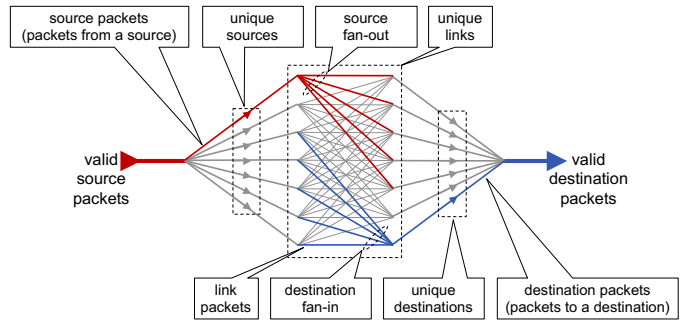 source packets
(packets from a source)
unique
sources
source
fan-out
unique
links
valid
source
packets
valid
destination
packets
link
packets
destination
fan-in
unique
destinations
destination packets
(packets to a destination)